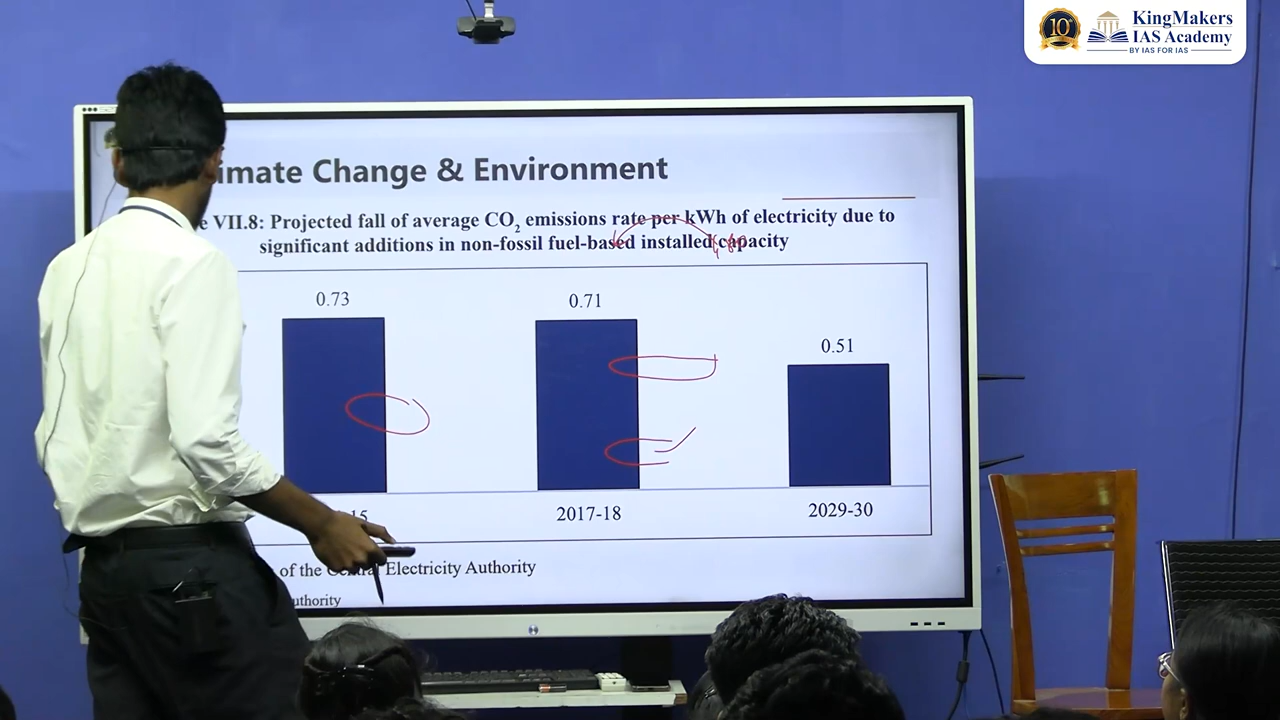 KingMakers
IAS Academy
BY IAS FOR IAS
10
imate Change & Environment
e VII.8: Projected fall of average CO₂ emissions rate per kWh of electricity due to
significant additions in non-fossil fuel-based installed capacity
0.73
0.71
0.51
15
2017-18
2029-30
of the Central Electricity Authority
uthority